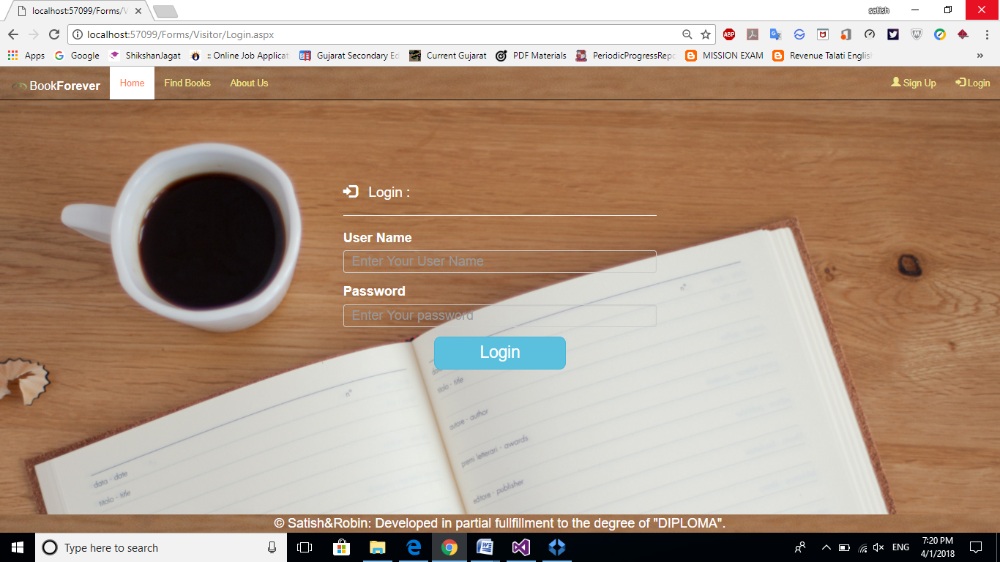 localhost:57099/Forms/V
satish
localhost:57099/Forms/Visitor/Login.aspx
ABP
Apps Google ShikshanJagat :: Online Job Applicat Gujarat Secondary Ed Current Gujarat PDF Materials PeriodicProgressRepo MISSION EXAM Revenue Talati Englis »
BookForever Home Find Books About Us Sign Up Login
Login :
User Name
Enter Your User Name
Password
Enter Your password
Login
n°
stolo - title
n°
autore - author
premi letterari - awards
data - date
editore - publisher
titolo - title
© Satish&Robin: Developed in partial fullfillment to the degree of "DIPLOMA".
Type here to search
ENG
7:20 PM
4/1/2018